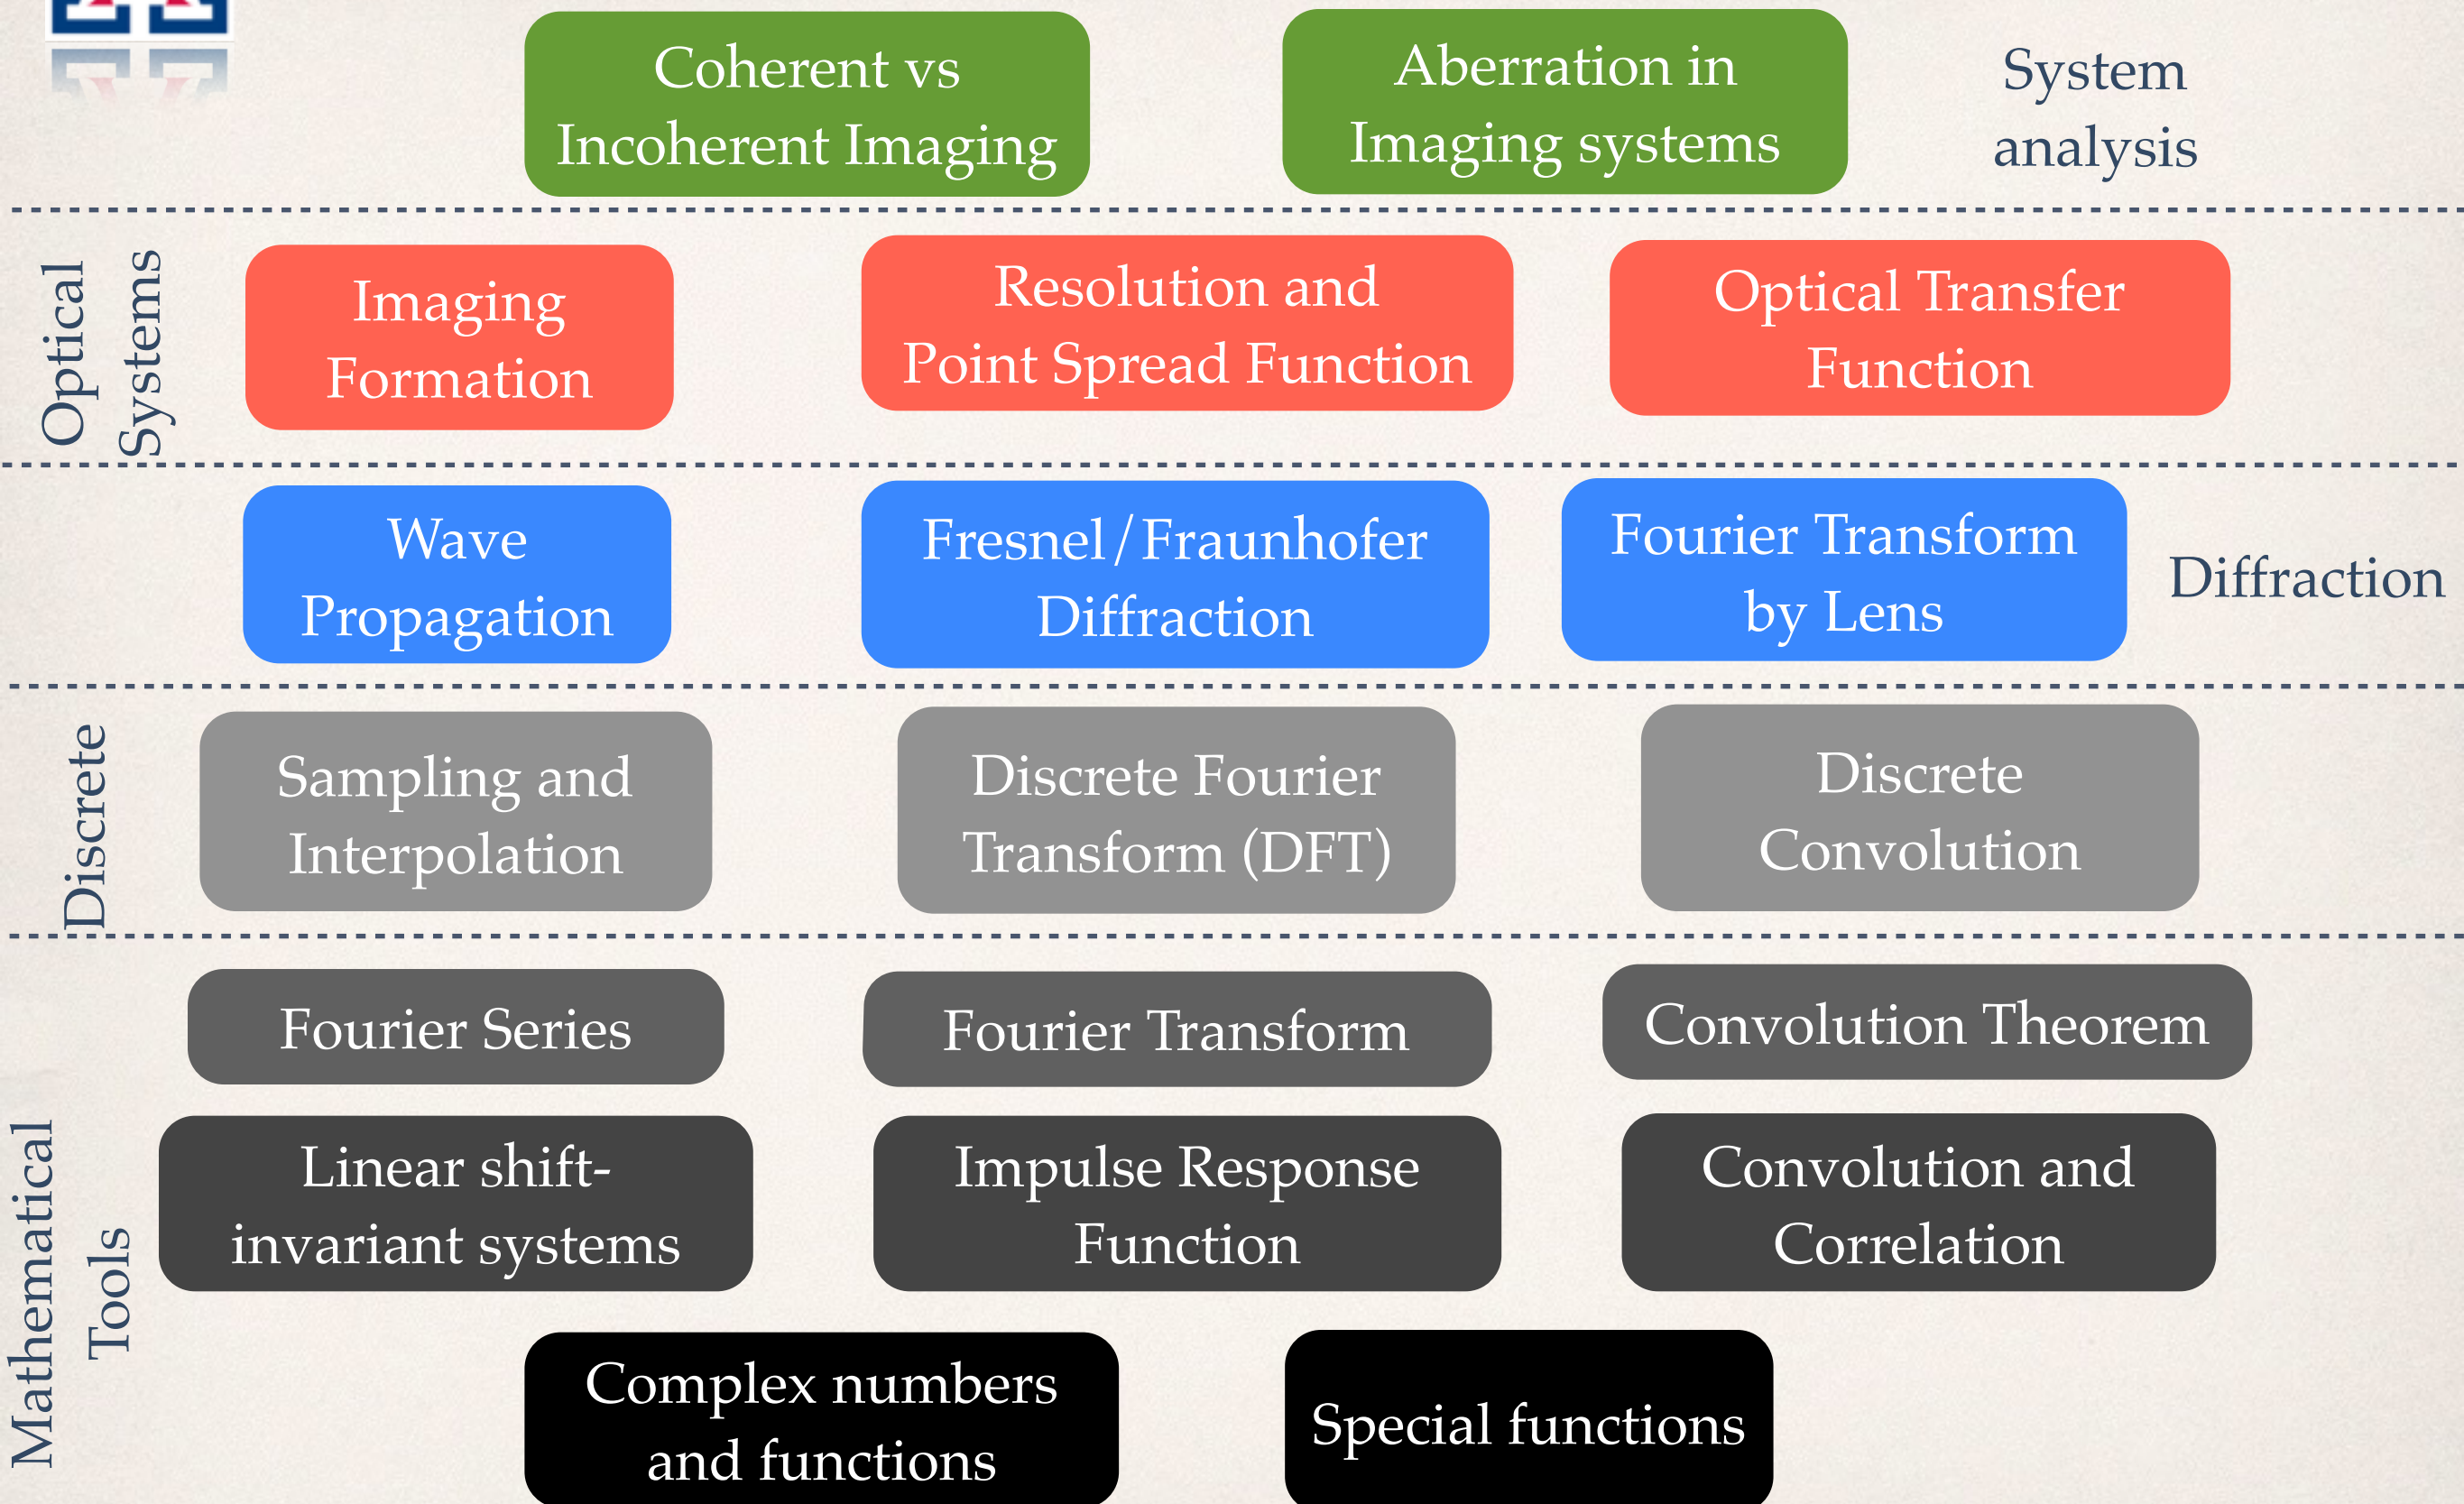 Coherent vs
Incoherent Imaging
Aberration in
Imaging systems
System
analysis
Optical
Systems
Imaging
Formation
Resolution and
Point Spread Function
Optical Transfer
Function
Wave
Propagation
Fresnel/Fraunhofer
Diffraction
Fourier Transform
by Lens
Diffraction
Discrete
Sampling and
Interpolation
Discrete Fourier
Transform (DFT)
Discrete
Convolution
Mathematical
Tools
Fourier Series
Fourier Transform
Convolution Theorem
Linear shift-
invariant systems
Impulse Response
Function
Convolution and
Correlation
Complex numbers
and functions
Special functions